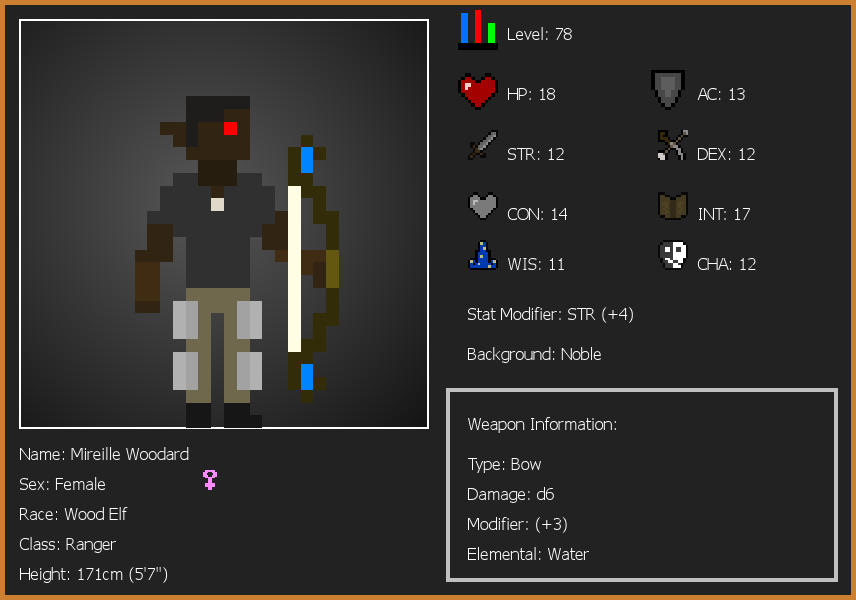 Level: 78
HP: 18
AC: 13
STR: 12
DEX: 12
CON: 14
INT: 17
WIS: 11
CHA: 12
Stat Modifier: STR (+4)
Background: Noble
Weapon Information:
Type: Bow
Damage: d6
Modifier: (+3)
Elemental: Water
Name: Mireille Woodard
Sex: Female
Race: Wood Elf
Class: Ranger
Height: 171cm (5'7")